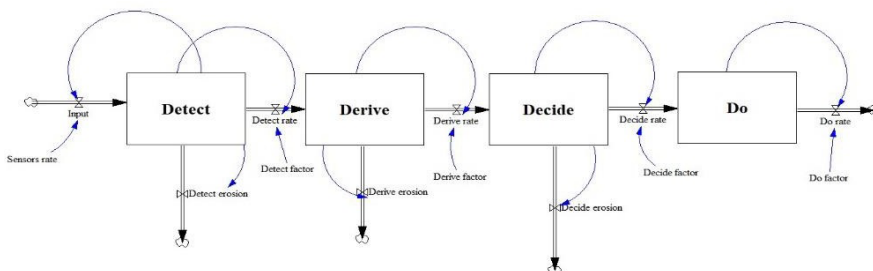 Detect
Derive
Decide
Do
Input
Detect rate
Derive rate
Decide rate
Do rate
Sensors rate
Detect factor
Derive factor
Decide factor
Do factor
Detect erosion
Derive erosion
Decide erosion